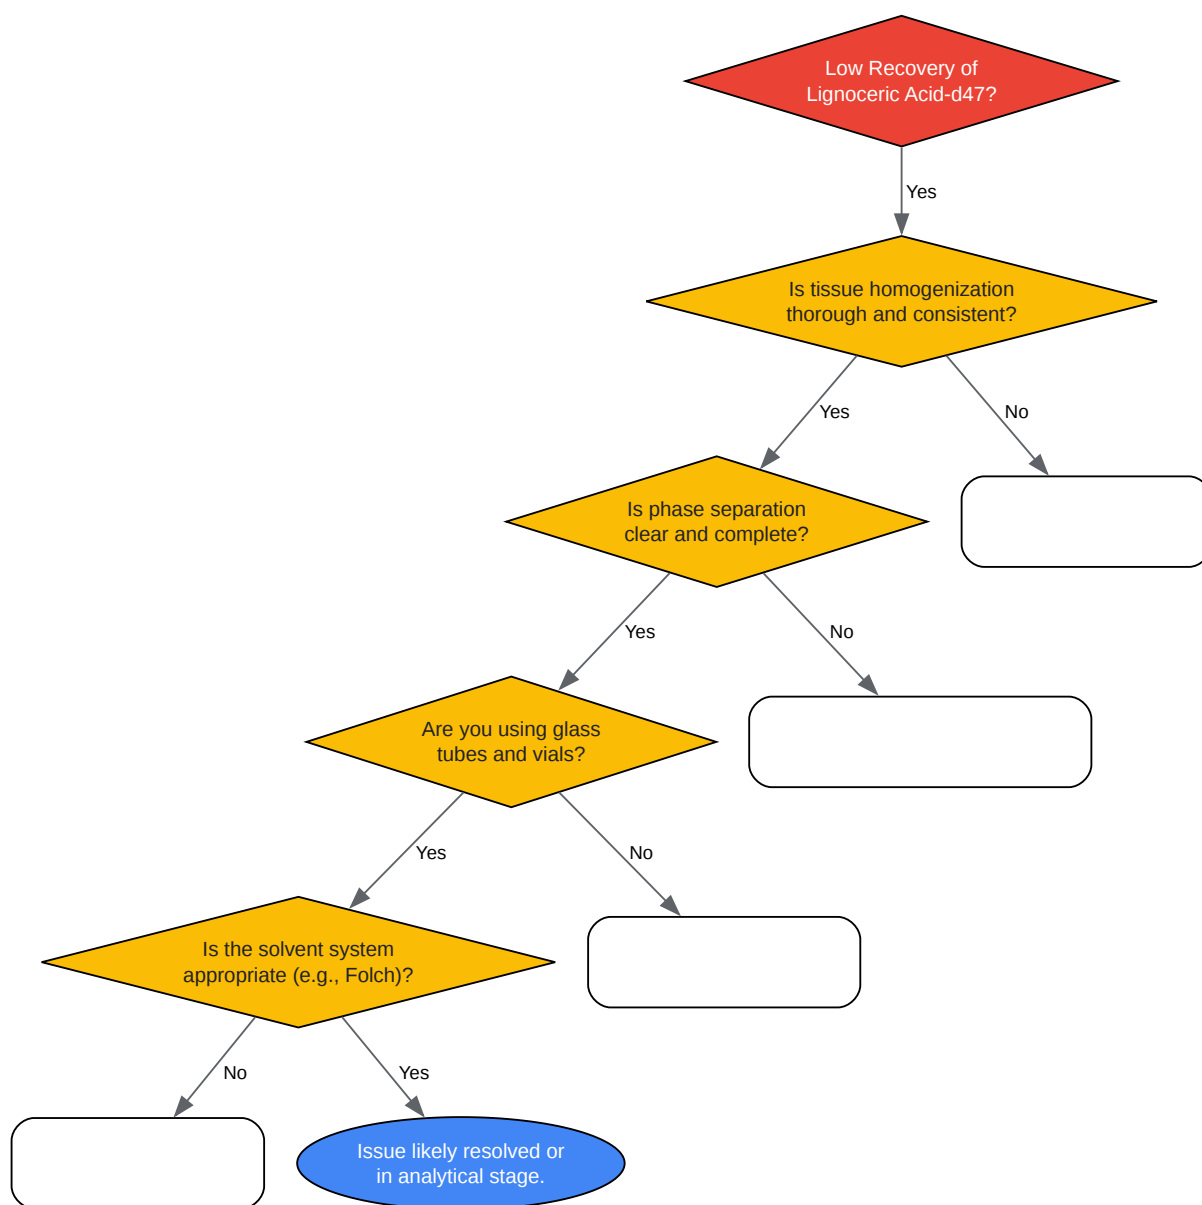 Low Recovery of
Lignoceric Acid-d47?
Yes
Is tissue homogenization
thorough and consistent?
Yes
No
Is phase separation
clear and complete?
Yes
No
Are you using glass
tubes and vials?
Yes
No
Is the solvent system
appropriate (e.g., Folch)?
No
Yes
Issue likely resolved or
in analytical stage.